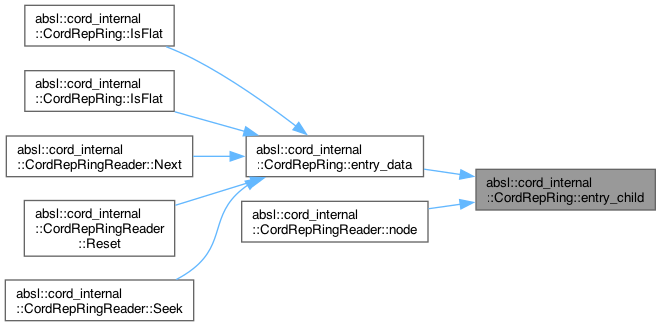 absl::cord_internal
::CordRepRing::IsFlat
absl::cord_internal
::CordRepRing::IsFlat
absl::cord_internal
::CordRepRingReader::Next
absl::cord_internal
::CordRepRingReader
::Reset
absl::cord_internal
::CordRepRingReader::Seek
absl::cord_internal
::CordRepRing::entry_data
absl::cord_internal
::CordRepRingReader::node
absl::cord_internal
::CordRepRing::entry_child